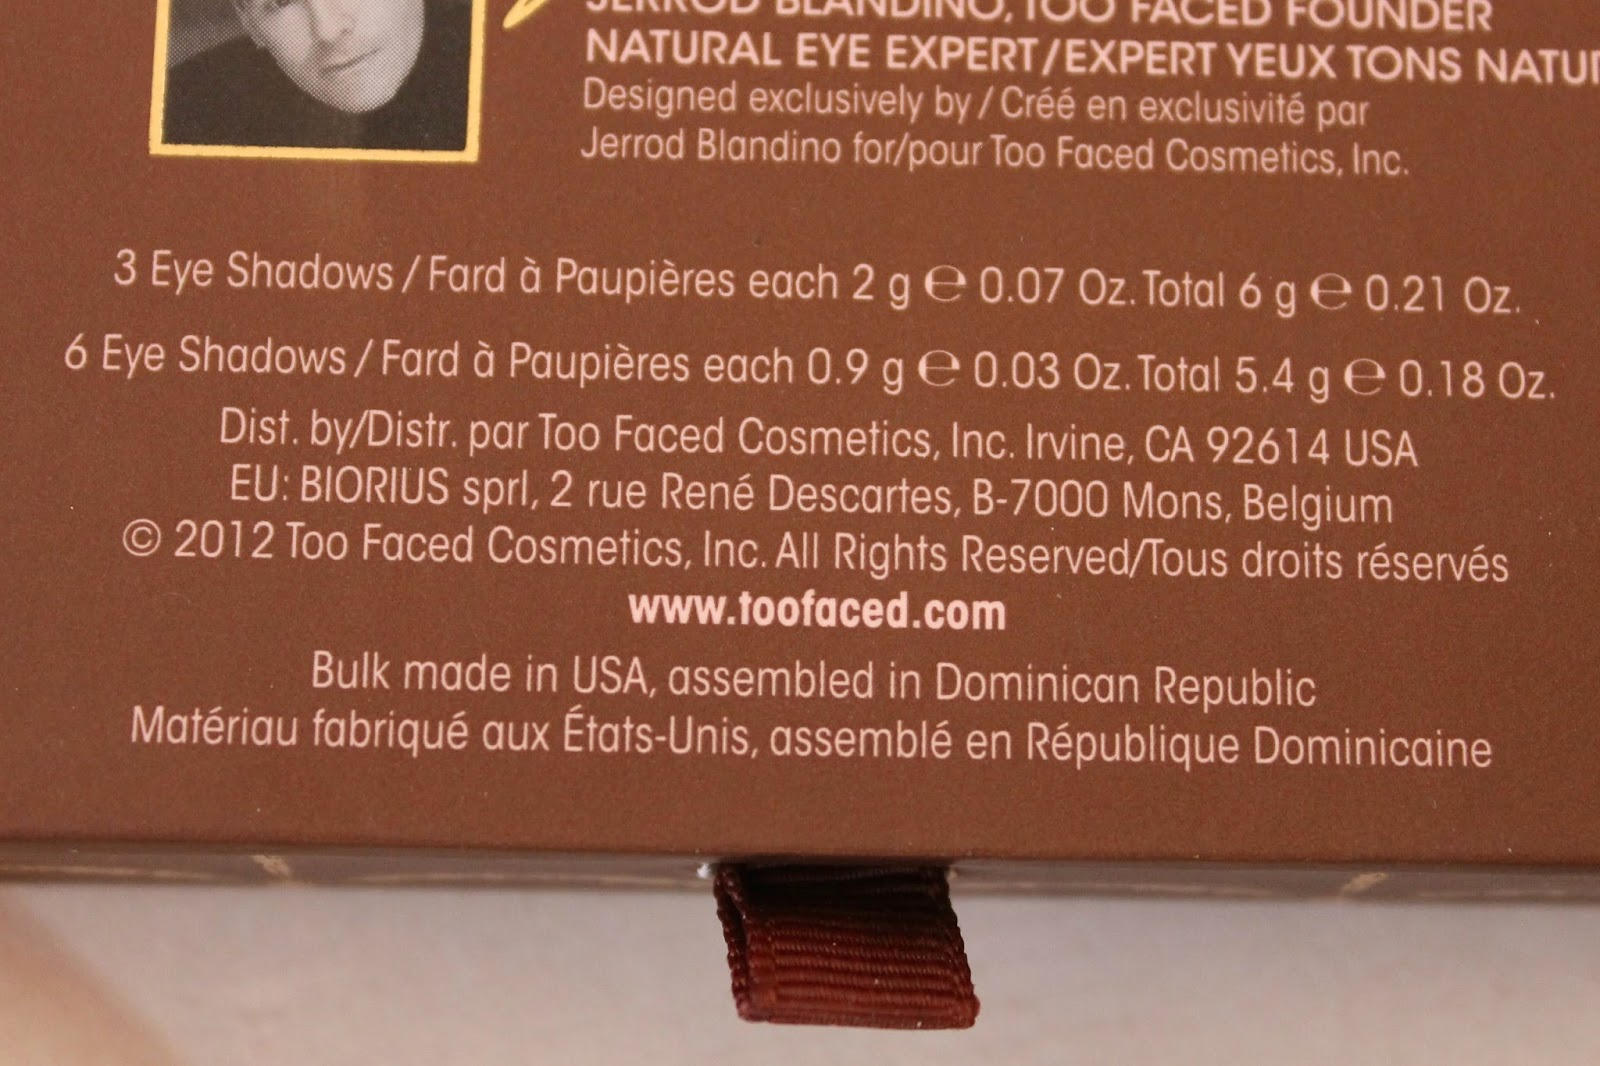 JERROD BLANDINO, TOO FACED FOUNDER
NATURAL EYE EXPERT/EXPERT YEUX TONS
Designed exclusively by / Créé en exclusivité par
Jerrod Blandino for/pour Too Faced Cosmetics, Inc.
3 Eye Shadows / Fard à Paupières each 2 g ℮ 0.07 Oz. Total 6 g ℮ 0.21 Oz.
6 Eye Shadows / Fard à Paupières each 0.9 g ℮ 0.03 Oz. Total 5.4 g ℮ 0.18 Oz.
Dist. by/Distr. par Too Faced Cosmetics, Inc. Irvine, CA 92614 USA
EU: BIORIUS sprl, 2 rue René Descartes, B-7000 Mons, Belgium
© 2012 Too Faced Cosmetics, Inc. All Rights Reserved/Tous droits réservés
www.toofaced.com
Bulk made in USA, assembled in Dominican Republic
Matériau fabriqué aux États-Unis, assemblé en République Dominicaine